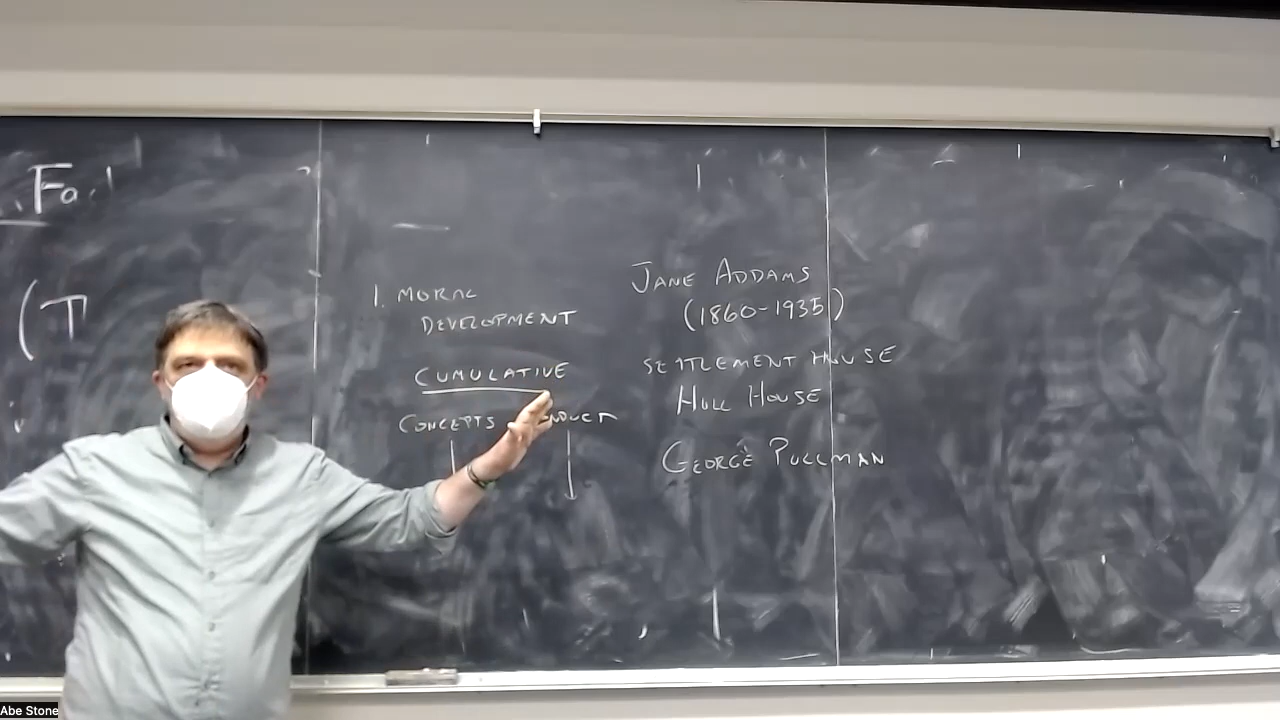 Fa
(T
1. MORAL
DEVELOPMENT
CUMULATIVE
CONCEPTS
JANE ADDAMS
(1860-1935)
SETTLEMENT HOUSE
HULL HOUSE
GEORGE PULLMAN
Abe Stone